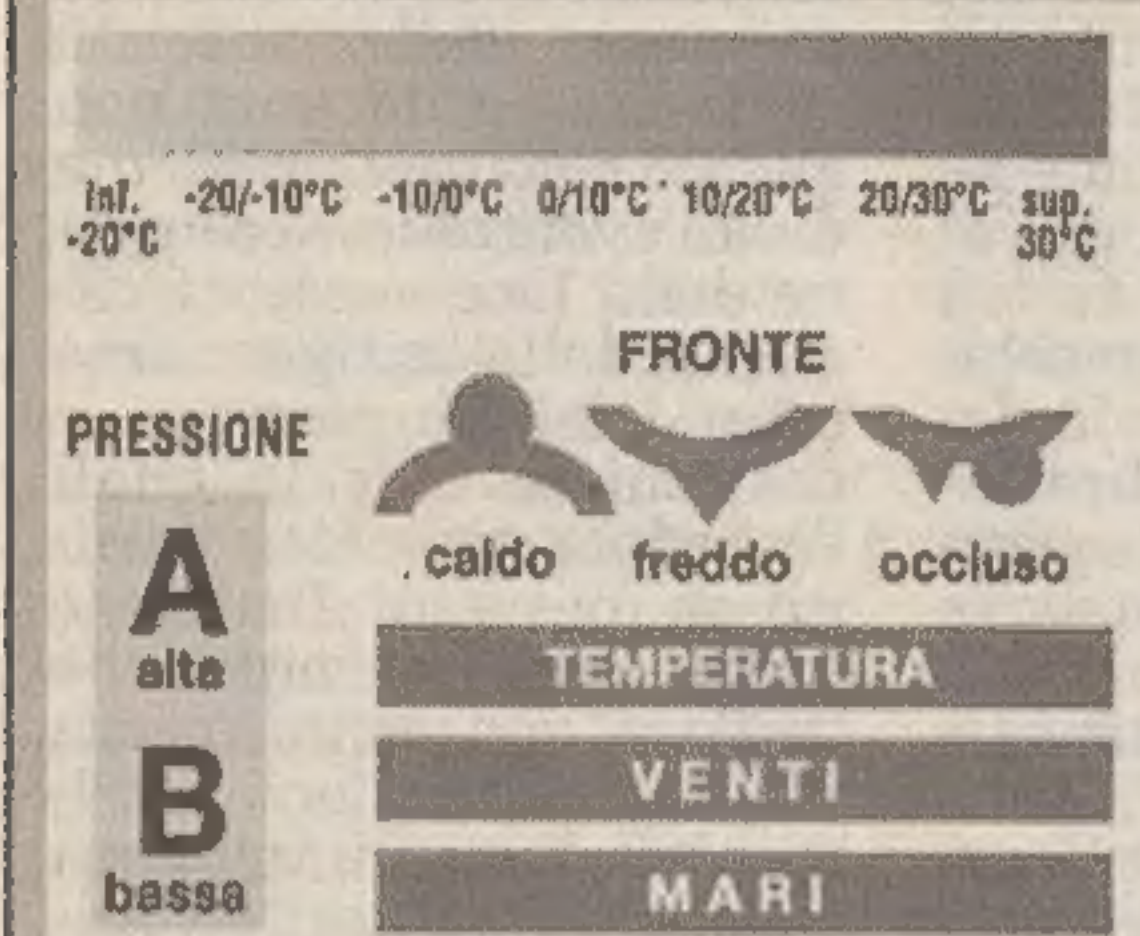 inf. -20/-10°C -10/0°C 0/10°C 10/20°C 20/30°C sup.
-20°C 30°C
FRONTE
PRESSIONE
caldo freddo occluso
A
alta
B
bassa
TEMPERATURA
VENTI
MARI